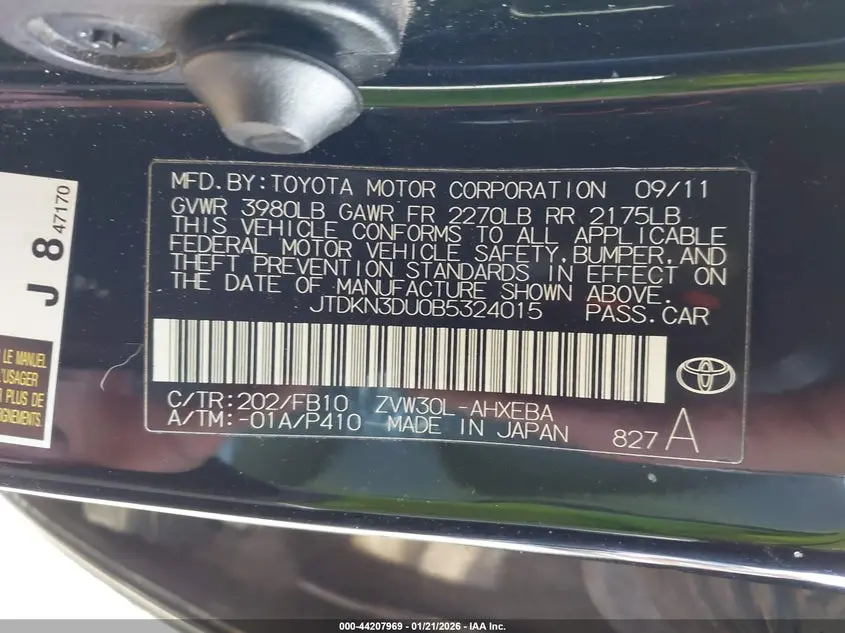 MFD.BY:TOYOTA MOTOR CORPORATION 09/11
GVWR 3980LB GAWR FR 2270LB RR 2175LB
THIS VEHICLE CONFORMS TO ALL APPLICABLE
FEDERAL MOTOR VEHICLE SAFETY,BUMPER,AND
THEFT PREVENTION STANDARDS IN EFFECT ON
THE DATE OF MANUFACTURE SHOWN ABOVE.
JTDKN3DU0B5324015 PASS.CAR
C/TR:202/FB10 ZVW30L-AHXEBA
A/TM:-01A/P410 MADE IN JAPAN 827A
J 8 47170
LE MANUEL
L'USAGER
R PLUS DE
IGNEMENTS
000-44207969 - 01/21/2026 - IAA Inc.